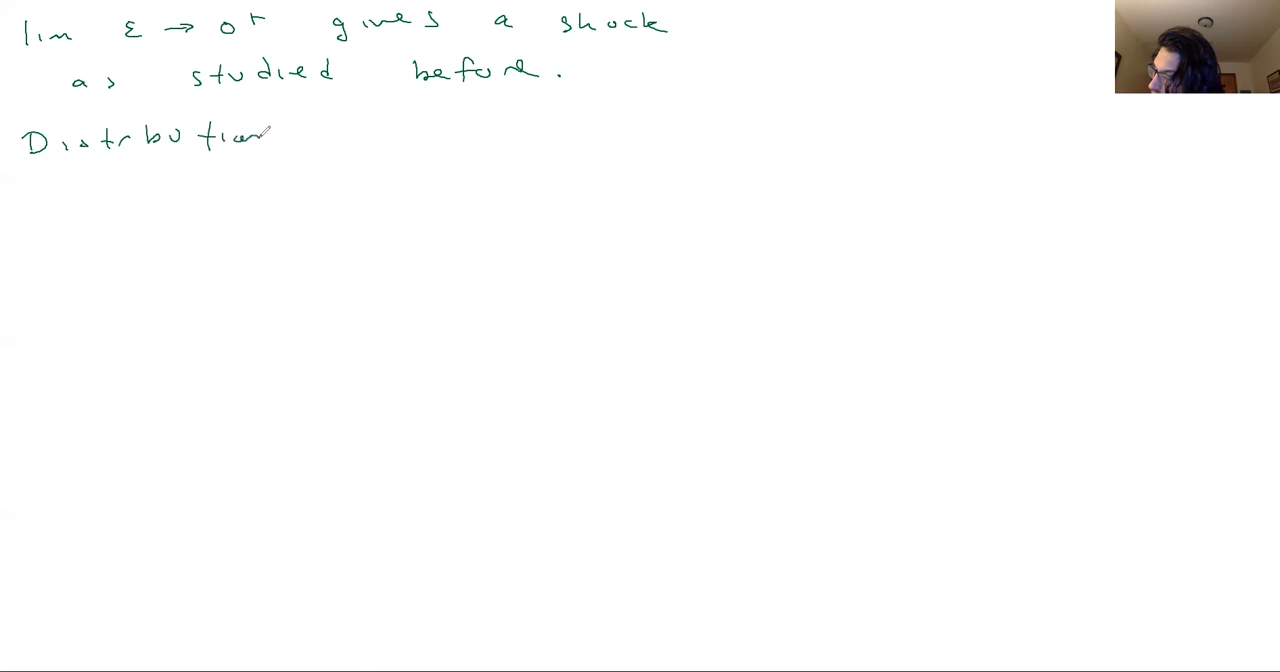 lim ε → 0⁺ gives a shock
as studied before.
Distribution